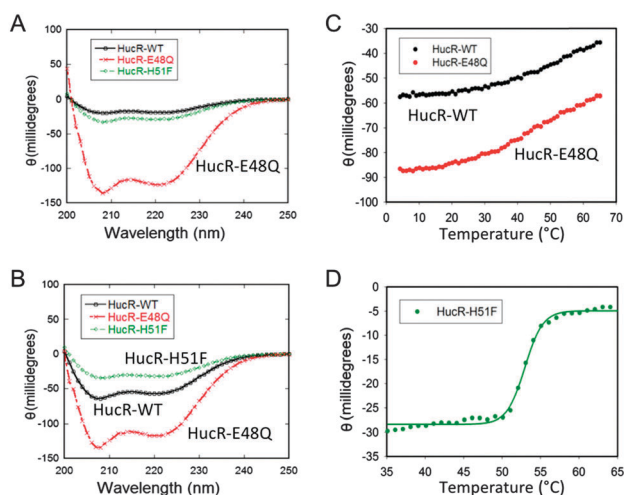 A
100
50
0
-50
-100
-150
θ (millidegrees)
HucR-WT
HucR-E48Q
HucR-H51F
HucR-E48Q
200 210 220 230 240 250
Wavelength (nm)
B
100
50
0
-50
-100
-150
θ (millidegrees)
HucR-WT
HucR-E48Q
HucR-H51F
HucR-H51F
HucR-WT
HucR-E48Q
200 210 220 230 240 250
Wavelength (nm)
C
-30
-40
-50
-60
-70
-80
-90
θ (millidegrees)
HucR-WT
HucR-E48Q
HucR-WT
HucR-E48Q
0 10 20 30 40 50 60 70
Temperature (°C)
D
0
-5
-10
-15
-20
-25
-30
θ (millidegrees)
HucR-H51F
35 40 45 50 55 60 65
Temperature (°C)